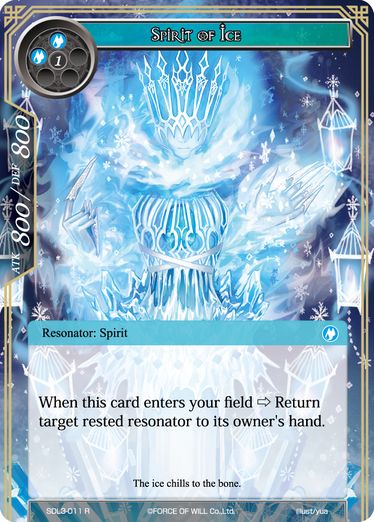 SPIRIT OF ICE
1
ATK 800 / DEF 800
Resonator: Spirit
When this card enters your field ⇨ Return
target rested resonator to its owner's hand.
The ice chills to the bone.
SDL3-011 R ©FORCE OF WILL Co.,Ltd. Illust/yua